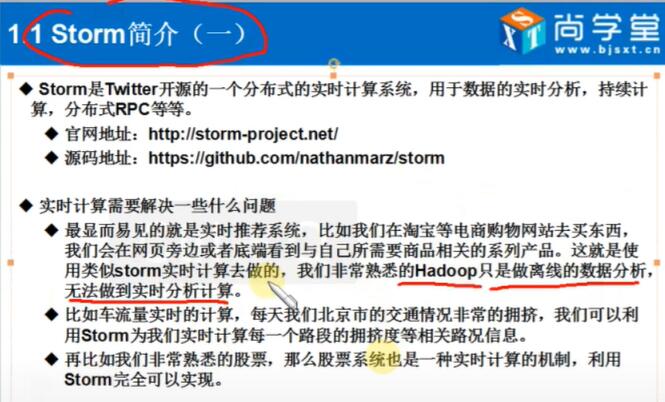 1.1 Storm简介（一）
SXT 尚学堂
www.bjsxt.cn
◆ Storm是Twitter开源的一个分布式的实时计算系统，用于数据的实时分析，持续计
算，分布式RPC等等。
◆ 官网地址：http://storm-project.net/
◆ 源码地址：https://github.com/nathanmarz/storm
◆ 实时计算需要解决一些什么问题
◆ 最显而易见的就是实时推荐系统，比如我们在淘宝等电商购物网站去买东西，
我们会在网页旁边或者底端看到与自己所需要商品相关的系列产品。这就是使
用类似storm实时计算去做的，我们非常熟悉的Hadoop只是做离线的数据分析，
无法做到实时分析计算。
◆ 比如车流量实时的计算，每天我们北京市的交通情况非常的拥挤，我们可以利
用Storm为我们实时计算每一个路段的拥挤度等相关路况信息。
◆ 再比如我们非常熟悉的股票，那么股票系统也是一种实时计算的机制，利用
Storm完全可以实现。